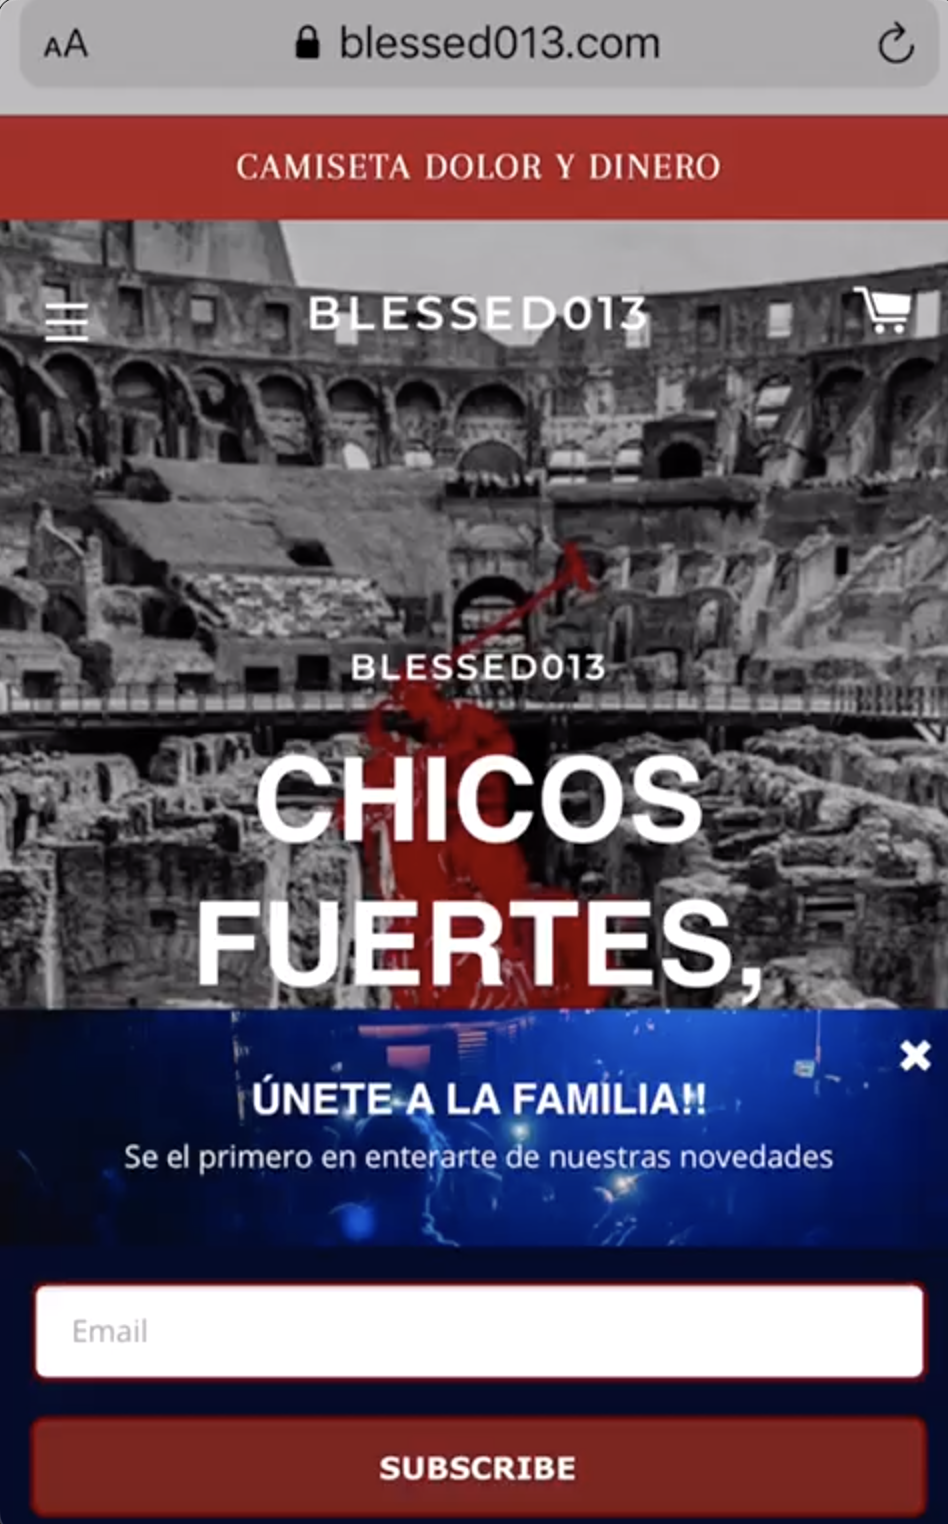 AA
blessed013.com
CAMISETA DOLOR Y DINERO
BLESSED013
BLESSED013
CHICOS
FUERTES,
ÚNETE A LA FAMILIA!!
Se el primero en enterarte de nuestras novedades
Email
SUBSCRIBE